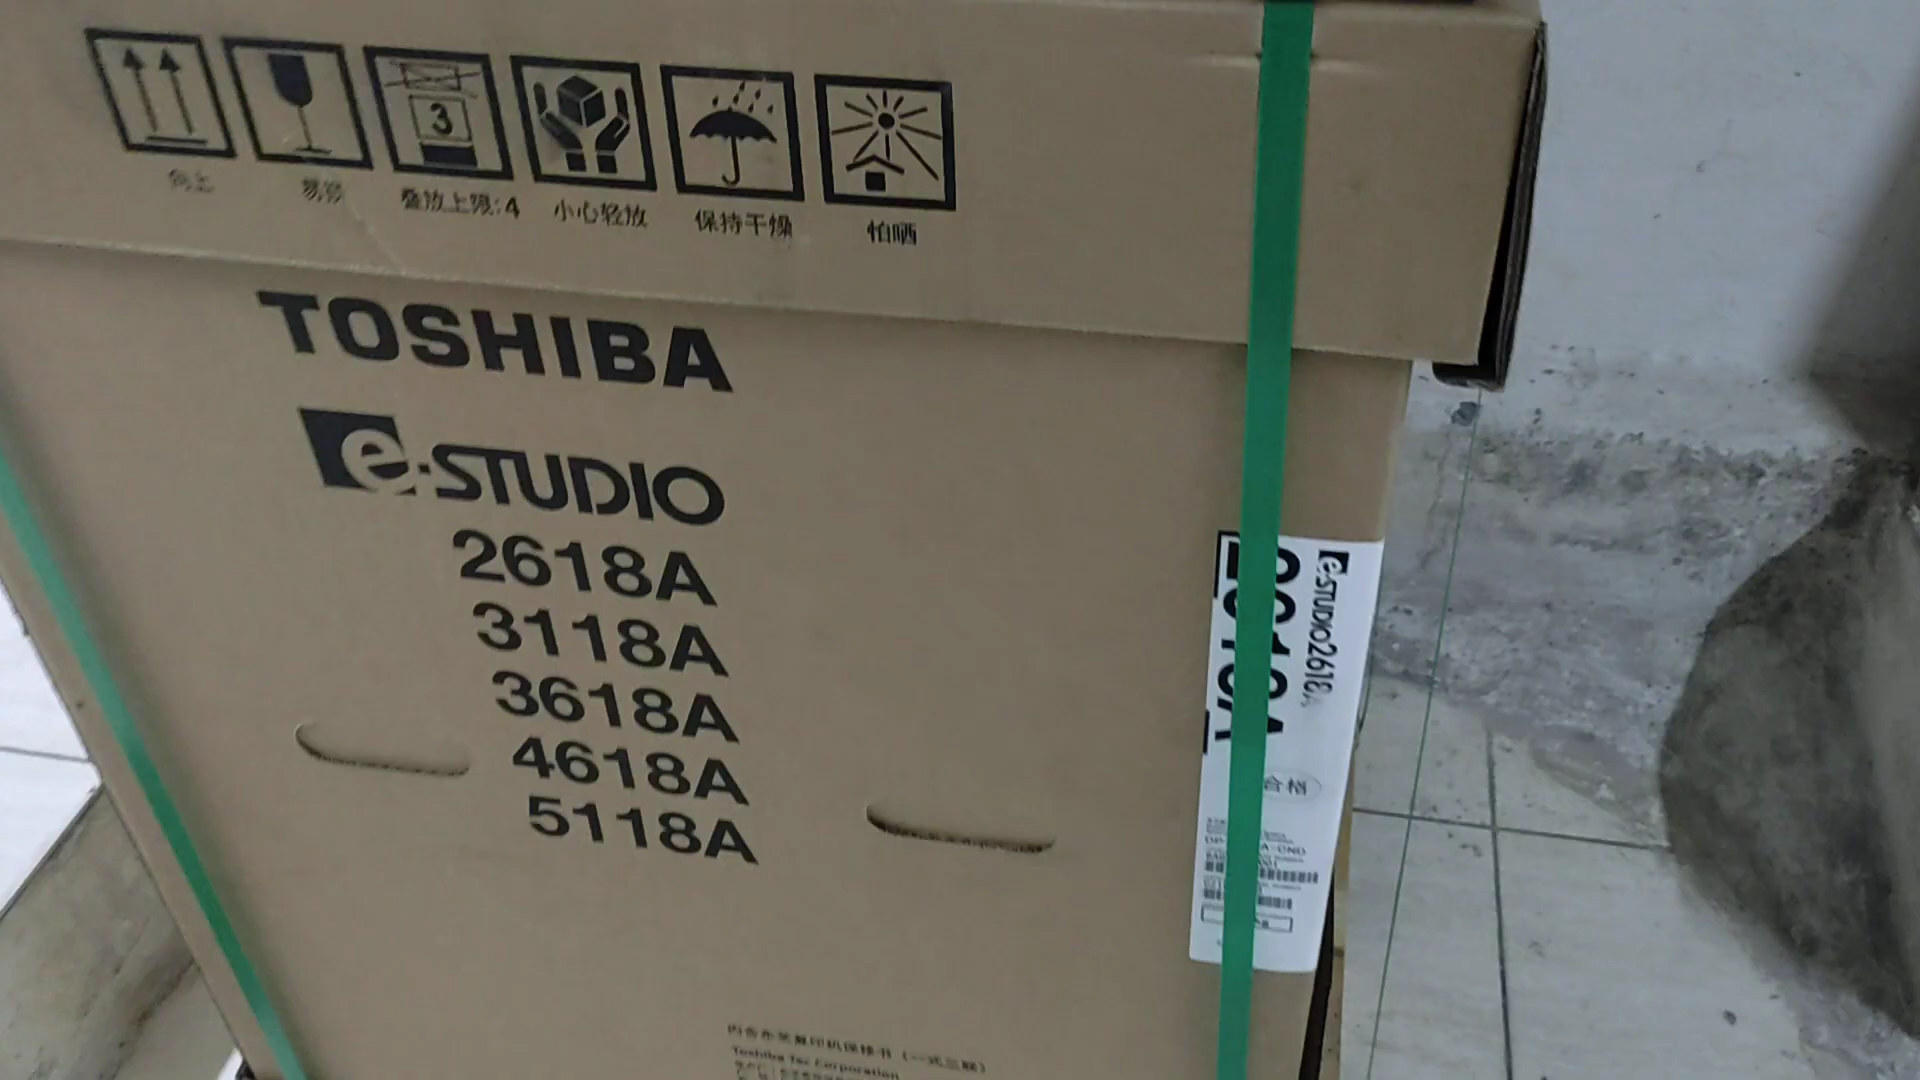 3
向上
易碎
叠放上限:4
小心轻放
保持干燥
怕晒
TOSHIBA
e-STUDIO
2618A
3118A
3618A
4618A
5118A
e-STUDIO2618A
2618A
合格
内含东芝复印机保修书(一式三联)
Toshiba Tec Corporation